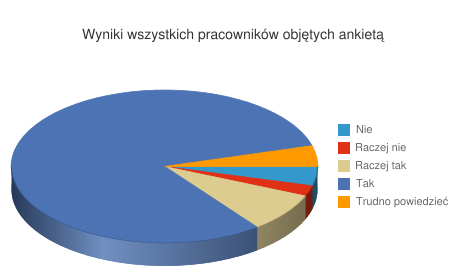 Wyniki wszystkich pracowników objętych ankietą
Nie
Raczej nie
Raczej tak
Tak
Trudno powiedzieć